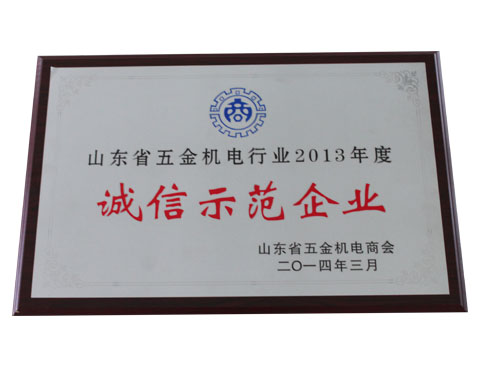 商
山东省五金机电行业2013年度
诚信示范企业
山东省五金机电商会
二〇一四年三月